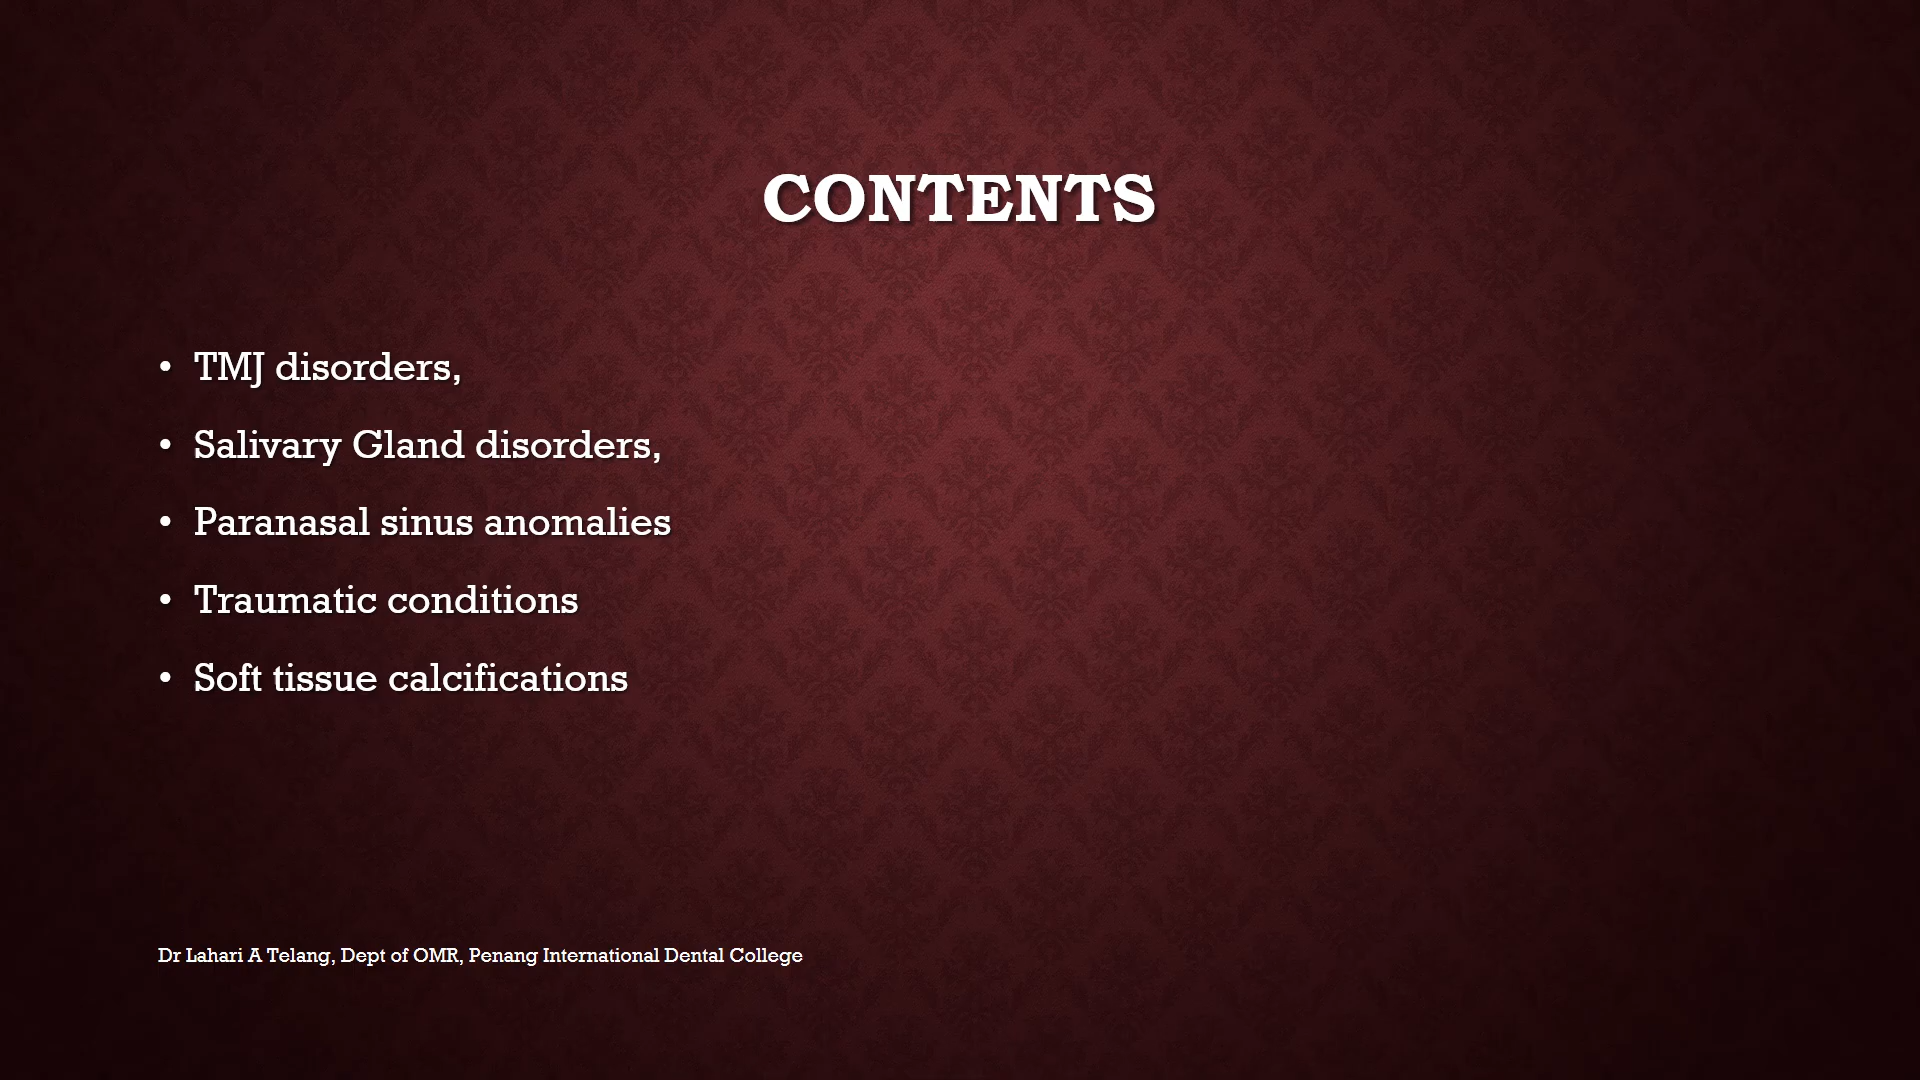 CONTENTS
• TMJ disorders,
• Salivary Gland disorders,
• Paranasal sinus anomalies
• Traumatic conditions
• Soft tissue calcifications
Dr Lahari A Telang, Dept of OMR, Penang International Dental College